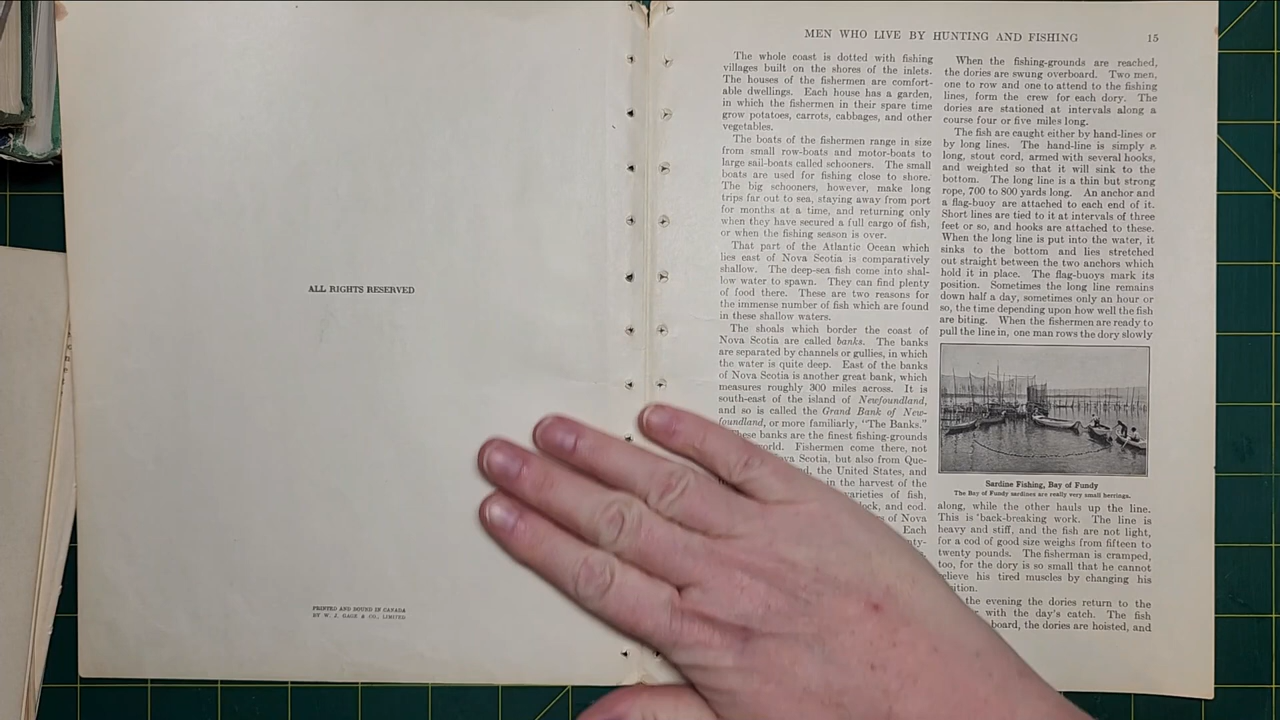 ALL RIGHTS RESERVED
PRINTED AND BOUND IN CANADA
BY W. J. GAGE & CO., LIMITED
MEN WHO LIVE BY HUNTING AND FISHING 15
The whole coast is dotted with fishing
villages built on the shores of the inlets.
The houses of the fishermen are comfort-
able dwellings. Each house has a garden,
in which the fishermen in their spare time
grow potatoes, carrots, cabbages, and other
vegetables.
The boats of the fishermen range in size
from small row-boats and motor-boats to
large sail-boats called schooners. The small
boats are used for fishing close to shore.
The big schooners, however, make long
trips far out to sea, staying away from port
for months at a time, and returning only
when they have secured a full cargo of fish,
or when the fishing season is over.
That part of the Atlantic Ocean which
lies east of Nova Scotia is comparatively
shallow. The deep-sea fish come into shal-
low water to spawn. They can find plenty
of food there. These are two reasons for
the immense number of fish which are found
in these shallow waters.
The shoals which border the coast of
Nova Scotia are called banks. The banks
are separated by channels or gullies, in which
the water is quite deep. East of the banks
of Nova Scotia is another great bank, which
measures roughly 300 miles across. It is
south-east of the island of Newfoundland,
and so is called the Grand Bank of New-
foundland, or more familiarly, "The Banks."
These banks are the finest fishing-grounds
world. Fishermen come there, not
Scotia, but also from Que-
the United States, and
in the harvest of the
varieties of fish,
and cod.
of Nova
Each
When the fishing-grounds are reached,
the dories are swung overboard. Two men,
one to row and one to attend to the fishing
lines, form the crew for each dory. The
dories are stationed at intervals along a
course four or five miles long.
The fish are caught either by hand-lines or
by long lines. The hand-line is simply a
long, stout cord, armed with several hooks,
and weighted so that it will sink to the
bottom. The long line is a thin but strong
rope, 700 to 800 yards long. An anchor and
a flag-buoy are attached to each end of it.
Short lines are tied to it at intervals of three
feet or so, and hooks are attached to these.
When the long line is put into the water, it
sinks to the bottom and lies stretched
out straight between the two anchors which
hold it in place. The flag-buoys mark its
position. Sometimes the long line remains
down half a day, sometimes only an hour or
so, the time depending upon how well the fish
are biting. When the fishermen are ready to
pull the line in, one man rows the dory slowly
Sardine Fishing, Bay of Fundy
The Bay of Fundy sardines are really very small herrings.
along, while the other hauls up the line.
This is back-breaking work. The line is
heavy and stiff, and the fish are not light,
for a cod of good size weighs from fifteen to
twenty pounds. The fisherman is cramped,
too, for the dory is so small that he cannot
relieve his tired muscles by changing his
the evening the dories return to the
with the day's catch. The fish
the dories are hoisted, and